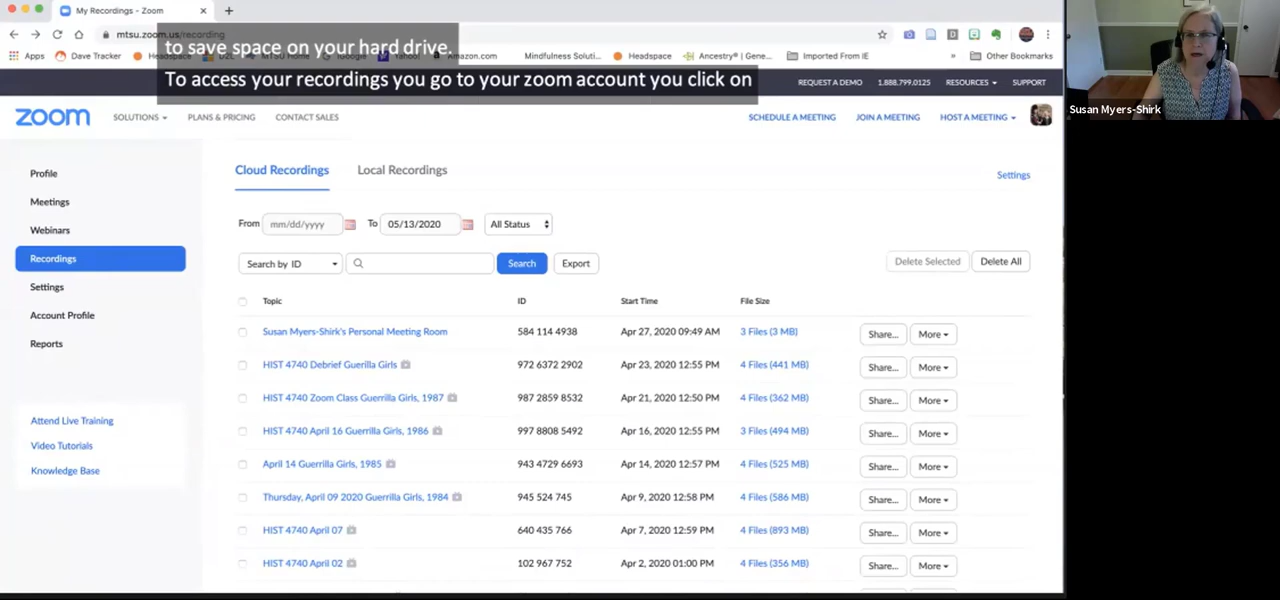 My Recordings - Zoom
mtsu.zoom.us/recording
to save space on your hard drive.
To access your recordings you go to your zoom account you click on
Apps
Dave Tracker
Headspace
Amazon.com
Mindfulness Soluti...
Headspace
Ancestry® | Gene...
Imported From IE
»
Other Bookmarks
REQUEST A DEMO 1.888.799.0125 RESOURCES SUPPORT
zoom SOLUTIONS PLANS & PRICING CONTACT SALES
SCHEDULE A MEETING JOIN A MEETING HOST A MEETING
Susan Myers-Shirk
Profile
Meetings
Webinars
Recordings
Settings
Account Profile
Reports
Attend Live Training
Video Tutorials
Knowledge Base
Cloud Recordings Local Recordings
Settings
From mm/dd/yyyy To 05/13/2020 All Status
Search by ID Search Export
Delete Selected Delete All
Topic ID Start Time File Size
Susan Myers-Shirk's Personal Meeting Room 584 114 4938 Apr 27, 2020 09:49 AM 3 Files (3 MB) Share... More
HIST 4740 Debrief Guerilla Girls 972 6372 2902 Apr 23, 2020 12:55 PM 4 Files (441 MB) Share... More
HIST 4740 Zoom Class Guerrilla Girls, 1987 987 2859 8532 Apr 21, 2020 12:50 PM 4 Files (362 MB) Share... More
HIST 4740 April 16 Guerrilla Girls, 1986 997 8808 5492 Apr 16, 2020 12:55 PM 3 Files (494 MB) Share... More
April 14 Guerrilla Girls, 1985 943 4729 6693 Apr 14, 2020 12:57 PM 4 Files (525 MB) Share... More
Thursday, April 09 2020 Guerrilla Girls, 1984 945 524 745 Apr 9, 2020 12:58 PM 4 Files (586 MB) Share... More
HIST 4740 April 07 640 435 766 Apr 7, 2020 12:59 PM 4 Files (893 MB) Share... More
HIST 4740 April 02 102 967 752 Apr 2, 2020 01:00 PM 4 Files (356 MB) Share... More